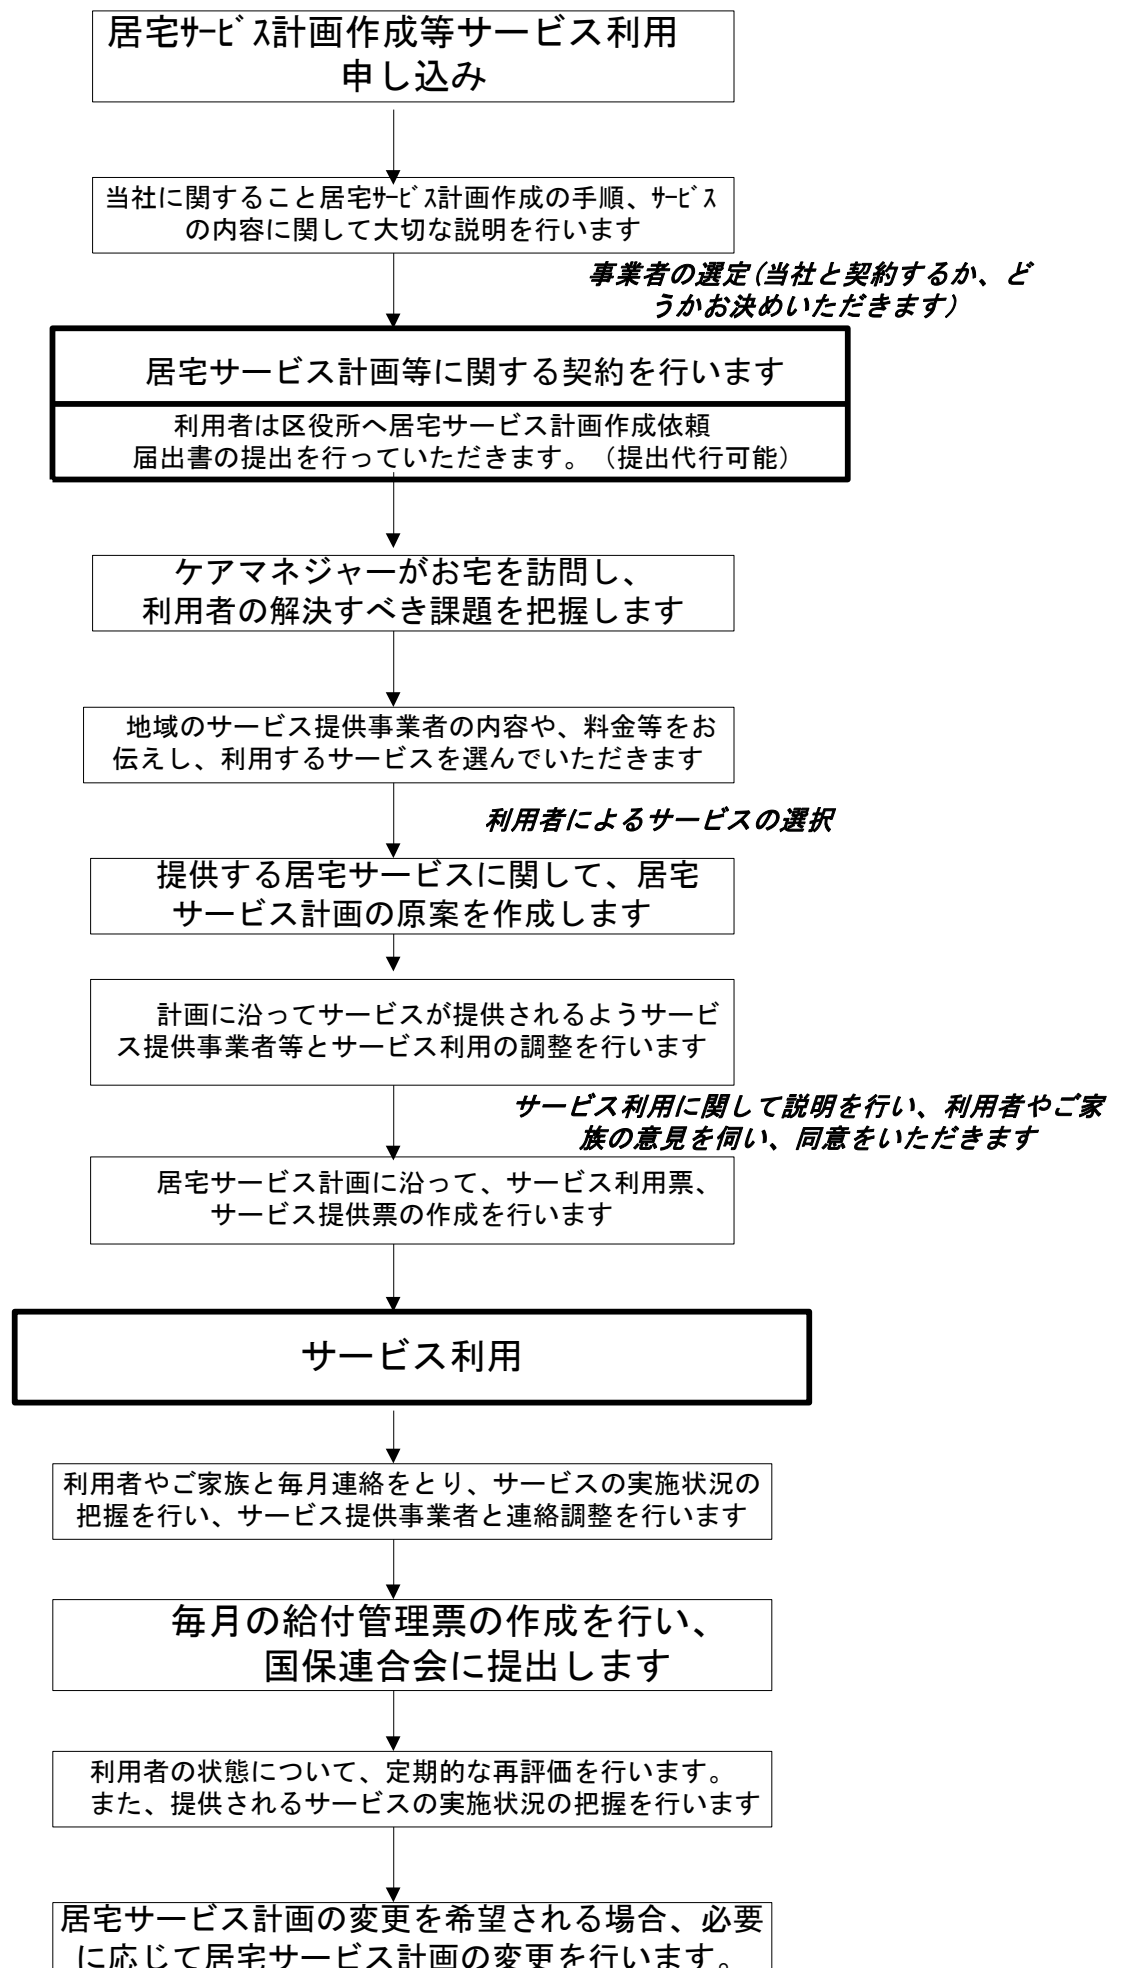 居宅ｻｰﾋﾞｽ計画作成等サービス利用
申し込み
当社に関すること居宅ｻｰﾋﾞｽ計画作成の手順、ｻｰﾋﾞｽ
の内容に関して大切な説明を行います
事業者の選定(当社と契約するか、ど
うかお決めいただきます)
居宅サービス計画等に関する契約を行います
利用者は区役所へ居宅サービス計画作成依頼
届出書の提出を行っていただきます。（提出代行可能）
ケアマネジャーがお宅を訪問し、
利用者の解決すべき課題を把握します
地域のサービス提供事業者の内容や、料金等をお
伝えし、利用するサービスを選んでいただきます
利用者によるサービスの選択
提供する居宅サービスに関して、居宅
サービス計画の原案を作成します
計画に沿ってサービスが提供されるようサービ
ス提供事業者等とサービス利用の調整を行います
サービス利用に関して説明を行い、利用者やご家
族の意見を伺い、同意をいただきます
居宅サービス計画に沿って、サービス利用票、
サービス提供票の作成を行います
サービス利用
利用者やご家族と毎月連絡をとり、サービスの実施状況の
把握を行い、サービス提供事業者と連絡調整を行います
毎月の給付管理票の作成を行い、
国保連合会に提出します
利用者の状態について、定期的な再評価を行います。
また、提供されるサービスの実施状況の把握を行います
居宅サービス計画の変更を希望される場合、必要
に応じて居宅サービス計画の変更を行います。